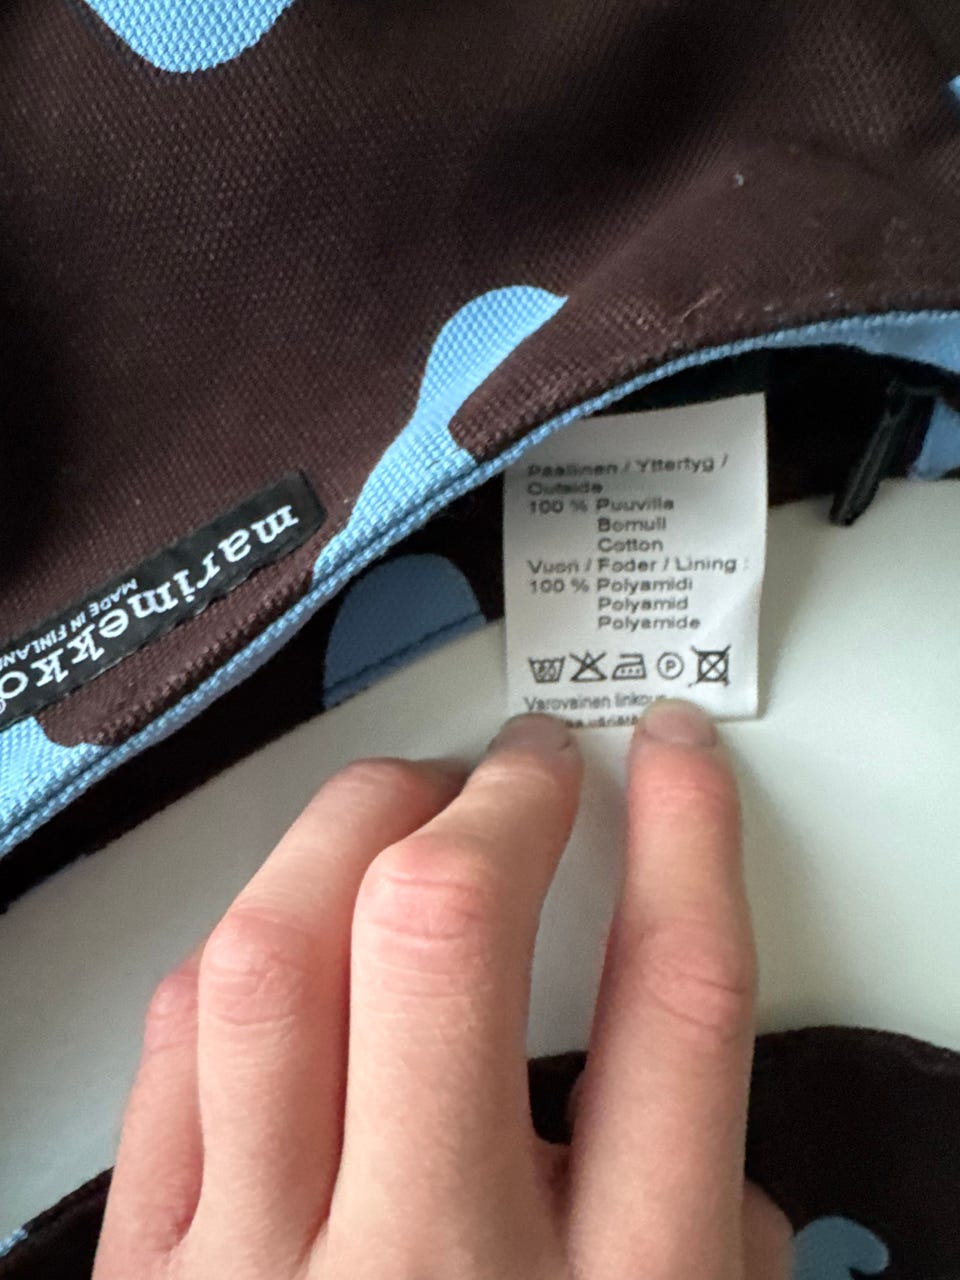 Päällinen / Yttertyg /
Outside
100 % Puuvilla
Bomull
Cotton
Vuori / Foder / Lining :
100 % Polyamidi
Polyamid
Polyamide
P
Varovainen linkous
marimekko®
MADE IN FINLAND